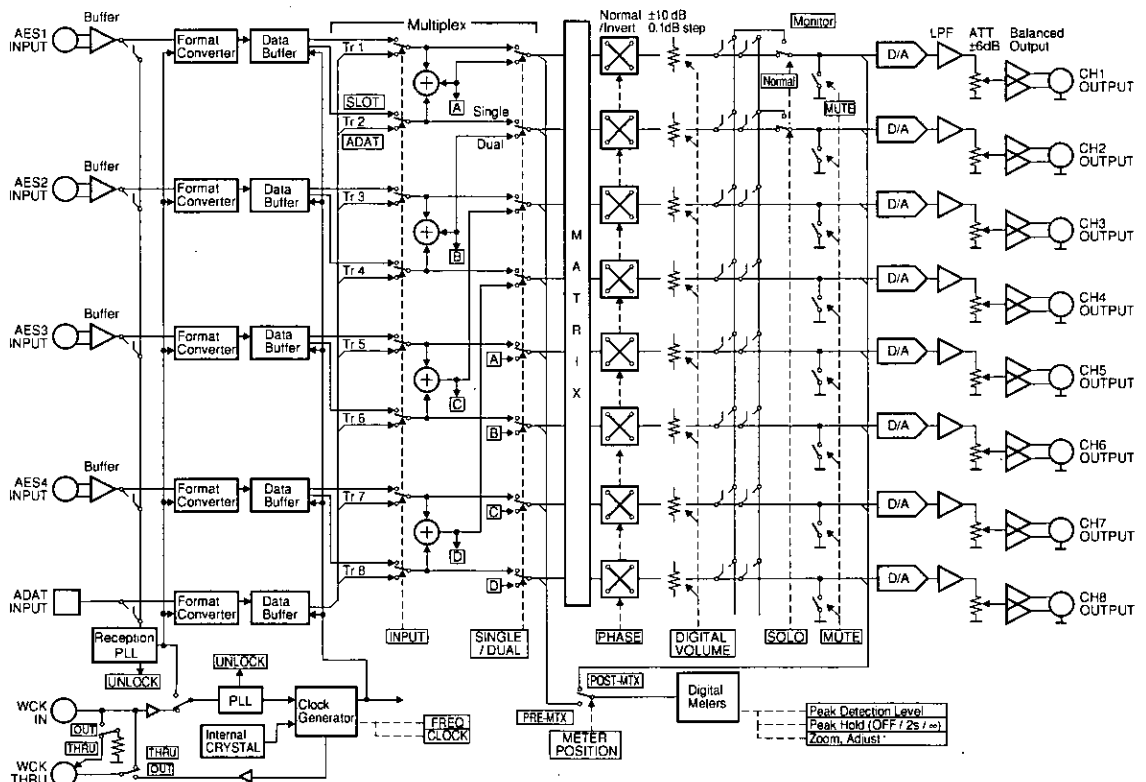 AES1
INPUT
Buffer
Format
Converter
Data
Buffer
Multiplex
Tr 1
A
SLOT
Tr 2
ADAT
Single
Dual
Normal
/Invert
±10 dB
0.1dB step
Monitor
Normal
MUTE
D/A
LPF
ATT
±6dB
Balanced
Output
CH1
OUTPUT
D/A
CH2
OUTPUT
AES2
INPUT
Buffer
Format
Converter
Data
Buffer
Tr 3
B
Tr 4
D/A
CH3
OUTPUT
D/A
CH4
OUTPUT
MATRIX
AES3
INPUT
Buffer
Format
Converter
Data
Buffer
Tr 5
A
C
Tr 6
B
D/A
CH5
OUTPUT
D/A
CH6
OUTPUT
AES4
INPUT
Buffer
Format
Converter
Data
Buffer
Tr 7
C
D
Tr 8
D
D/A
CH7
OUTPUT
D/A
CH8
OUTPUT
ADAT
INPUT
Format
Converter
Data
Buffer
INPUT
SINGLE
/ DUAL
PHASE
DIGITAL
VOLUME
SOLO
MUTE
Reception
PLL
UNLOCK
UNLOCK
PLL
Clock
Generator
Internal
CRYSTAL
FREQ
CLOCK
WCK
IN
OUT
THRU
THRU
OUT
WCK
THRU
POST-MTX
PRE-MTX
METER
POSITION
Digital
Meters
Peak Detection Level
Peak Hold (OFF / 2s / ∞)
Zoom, Adjust